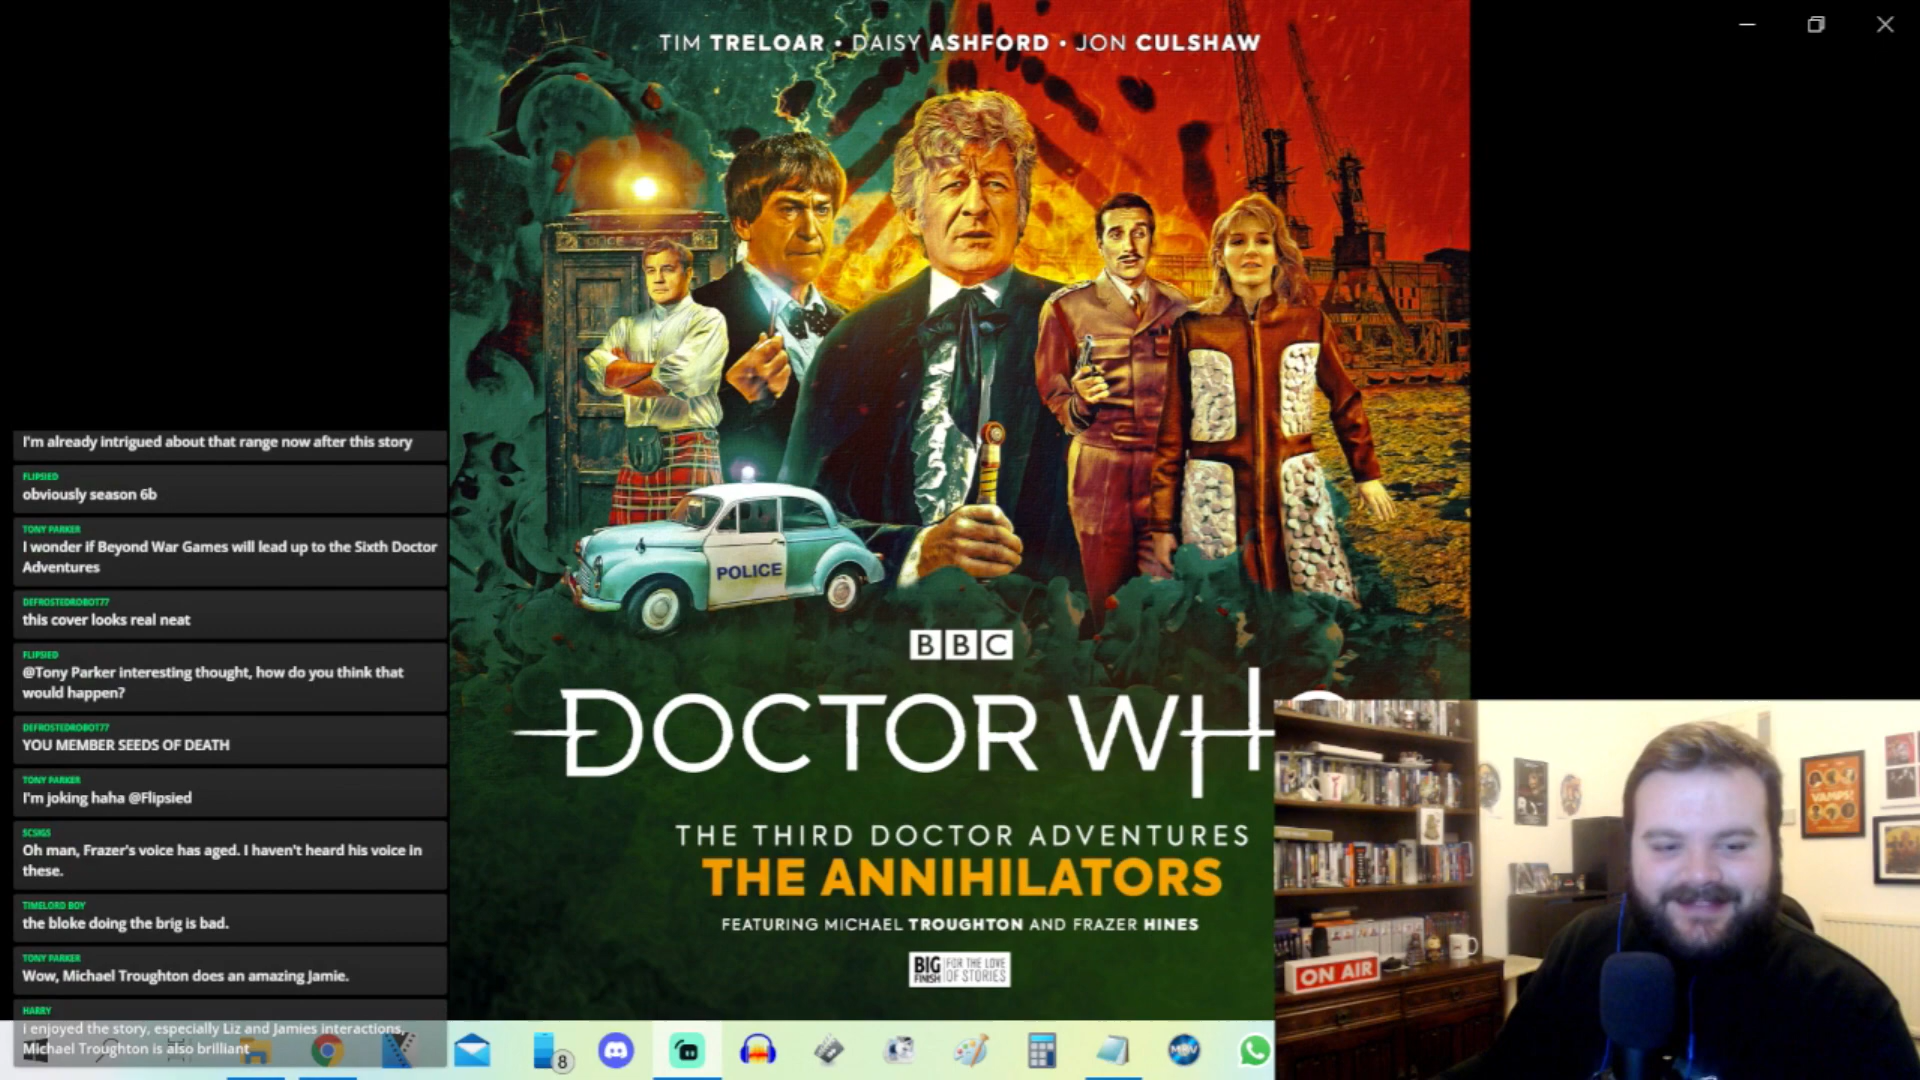 TIM TRELOAR • DAISY ASHFORD • JON CULSHAW
POLICE
BBC
DOCTOR WHO
THE THIRD DOCTOR ADVENTURES
THE ANNIHILATORS
FEATURING MICHAEL TROUGHTON AND FRAZER HINES
BIG FINISH
FOR THE LOVE
OF STORIES
I'm already intrigued about that range now after this story
FLIPSIED
obviously season 6b
TONY PARKER
I wonder if Beyond War Games will lead up to the Sixth Doctor
Adventures
DEFROSTEDROBOT77
this cover looks real neat
FLIPSIED
@Tony Parker interesting thought, how do you think that
would happen?
DEFROSTEDROBOT77
YOU MEMBER SEEDS OF DEATH
TONY PARKER
I'm joking haha @Flipsied
SCSIGS
Oh man, Frazer's voice has aged. I haven't heard his voice in
these.
TIMELORD BOY
the bloke doing the brig is bad.
TONY PARKER
Wow, Michael Troughton does an amazing Jamie.
HARRY
i enjoyed the story, especially Liz and Jamies interactions,
Michael Troughton is also brilliant
8
VAMPS!
ON AIR